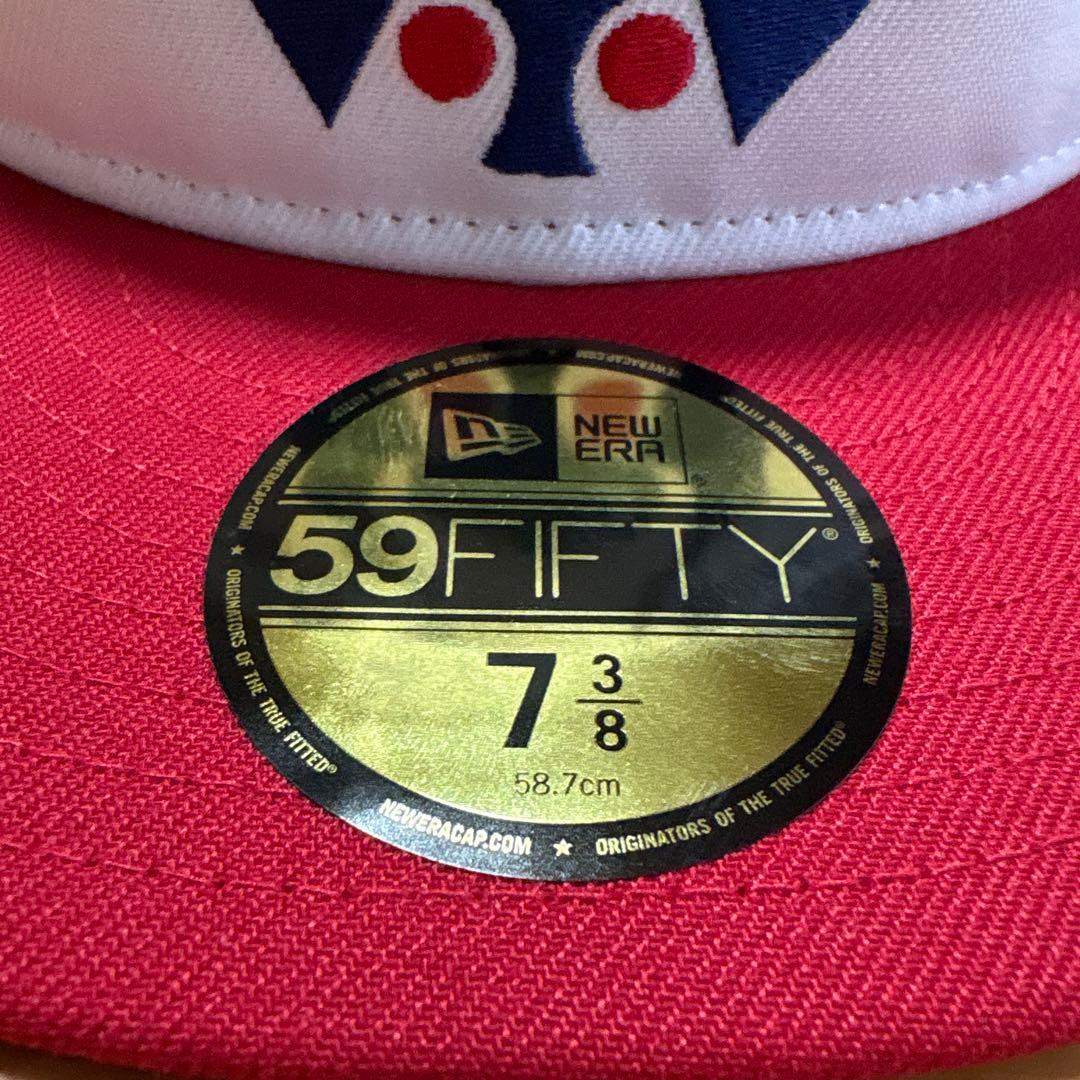 NEW
ERA
59FIFTY®
7 3/8
58.7cm
NEWERACAP.COM ★ ORIGINATORS OF THE TRUE FITTED®
NEWERACAP.COM ★ ORIGINATORS OF THE TRUE FITTED®
NEWERACAP.COM ★ ORIGINATORS OF THE TRUE FITTED®
NEWERACAP.COM ★ ORIGINATORS OF THE TRUE FITTED®